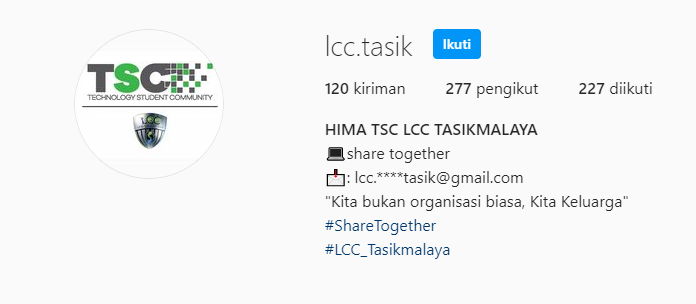 TSC
TECHNOLOGY STUDENT COMMUNITY
LCC
lcc.tasik Ikuti
120 kiriman 277 pengikut 227 diikuti
HIMA TSC LCC TASIKMALAYA
💻share together
📩: lcc.****tasik@gmail.com
"Kita bukan organisasi biasa, Kita Keluarga"
#ShareTogether
#LCC_Tasikmalaya